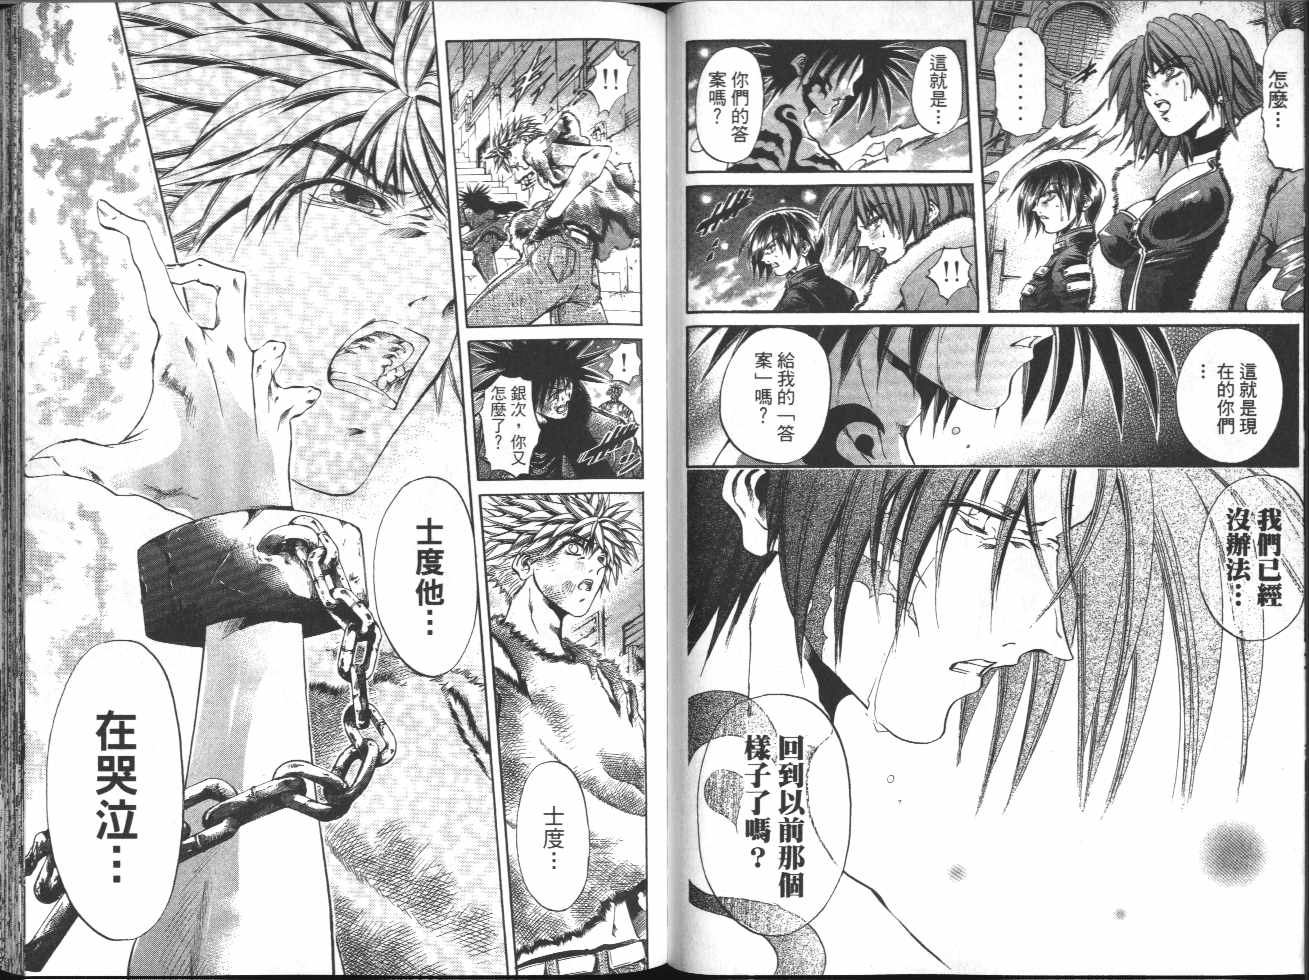 怎麼…
⋯⋯⋯
這就是…
你們的答
案嗎？
!!
這就是現
在的你們
…
給我的「答
案」嗎？
我們已經
沒辦法…
回到以前那個
樣子了嗎？
!!
!
銀次，你又
怎麼了？
士度…
士度他…
在哭泣…